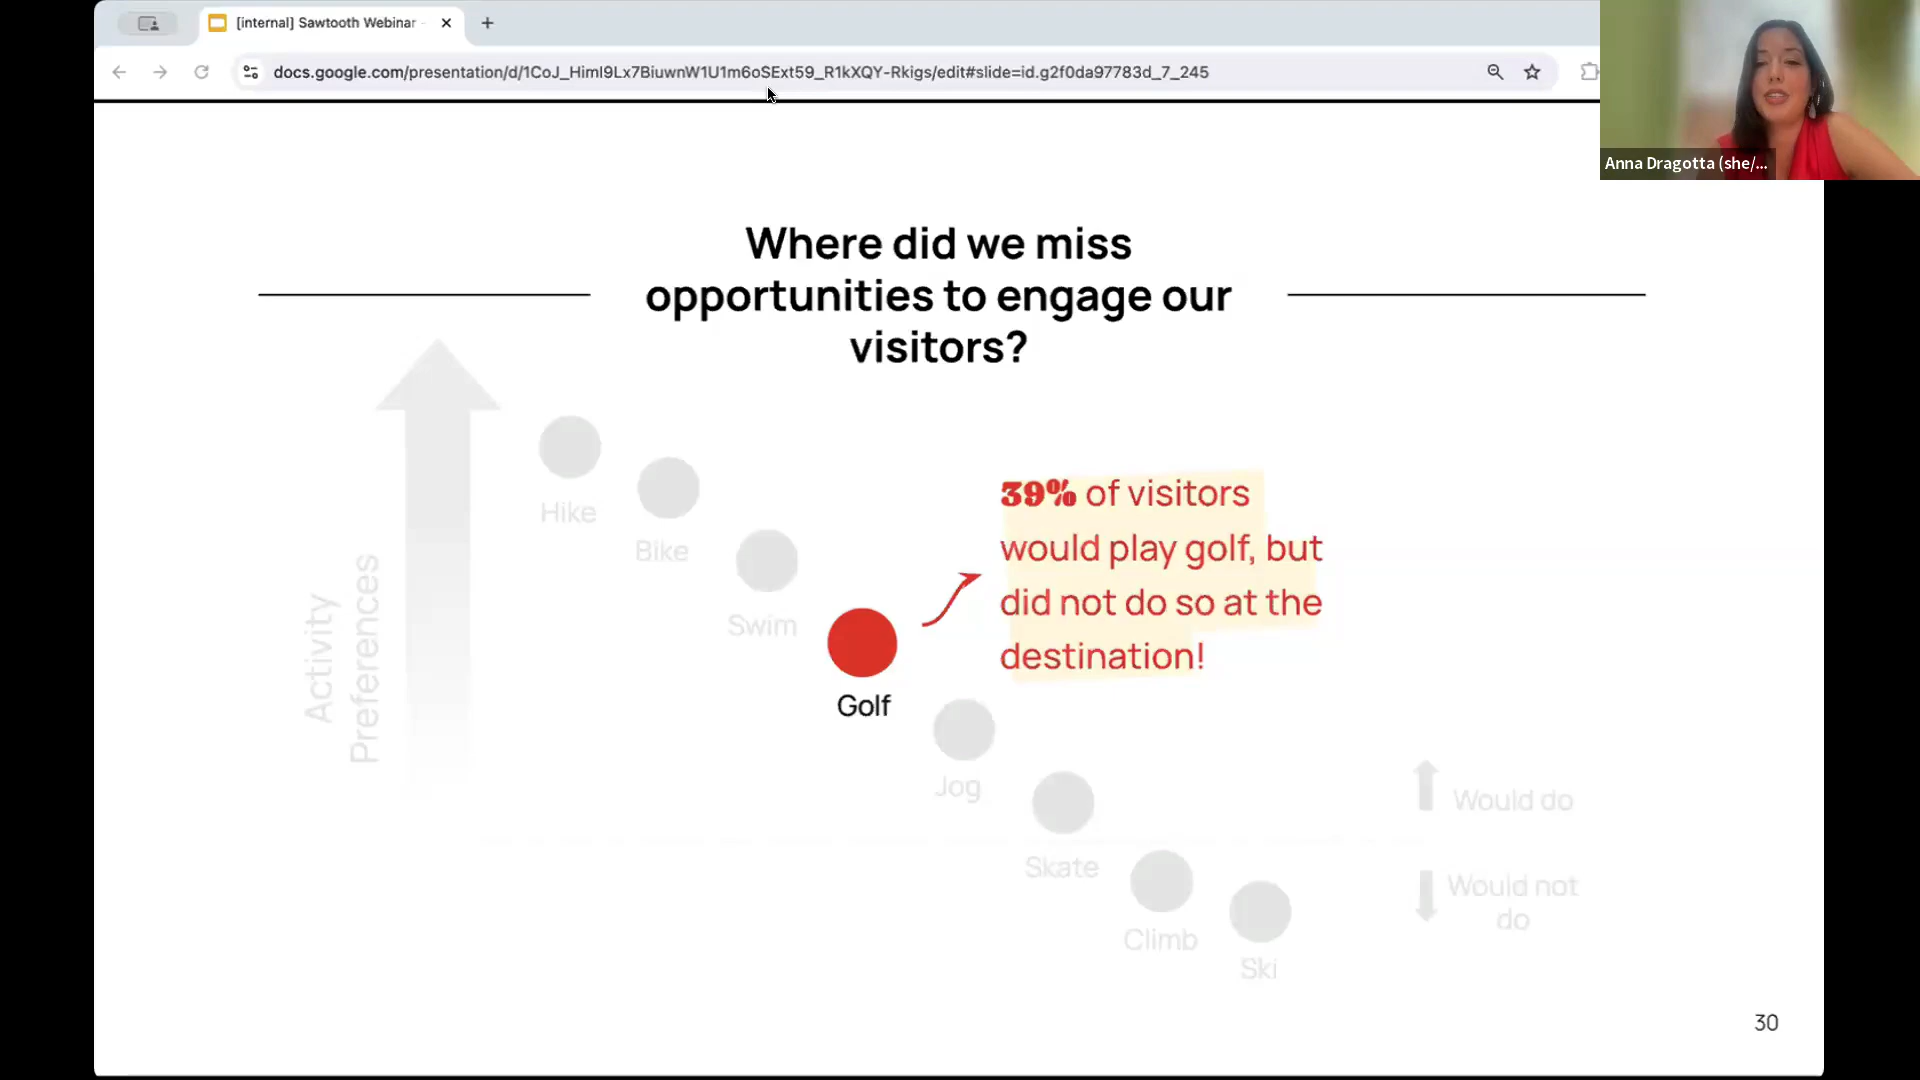 [internal] Sawtooth Webinar
docs.google.com/presentation/d/1CoJ_HimI9Lx7BiuwnW1U1m6oSExt59_R1kXQY-Rkigs/edit#slide=id.g2f0da97783d_7_245
Anna Dragotta (she/...
Where did we miss
opportunities to engage our
visitors?
Activity
Preferences
Hike
Bike
Swim
Golf
39% of visitors
would play golf, but
did not do so at the
destination!
Jog
Skate
Climb
Ski
Would do
Would not
do
30